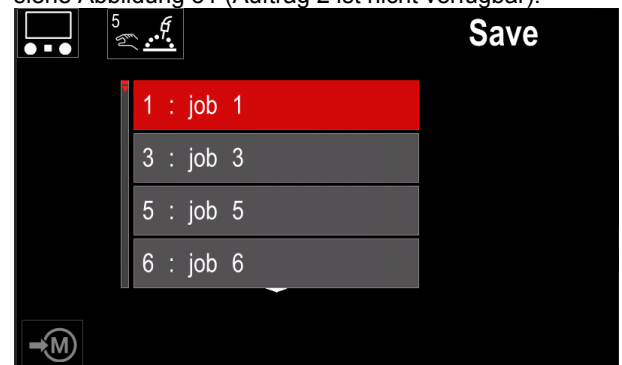 siehe Abbildung 81 (Auftrag 2 ist nicht verfügbar).
5
Save
1 : job 1
3 : job 3
5 : job 5
6 : job 6
M